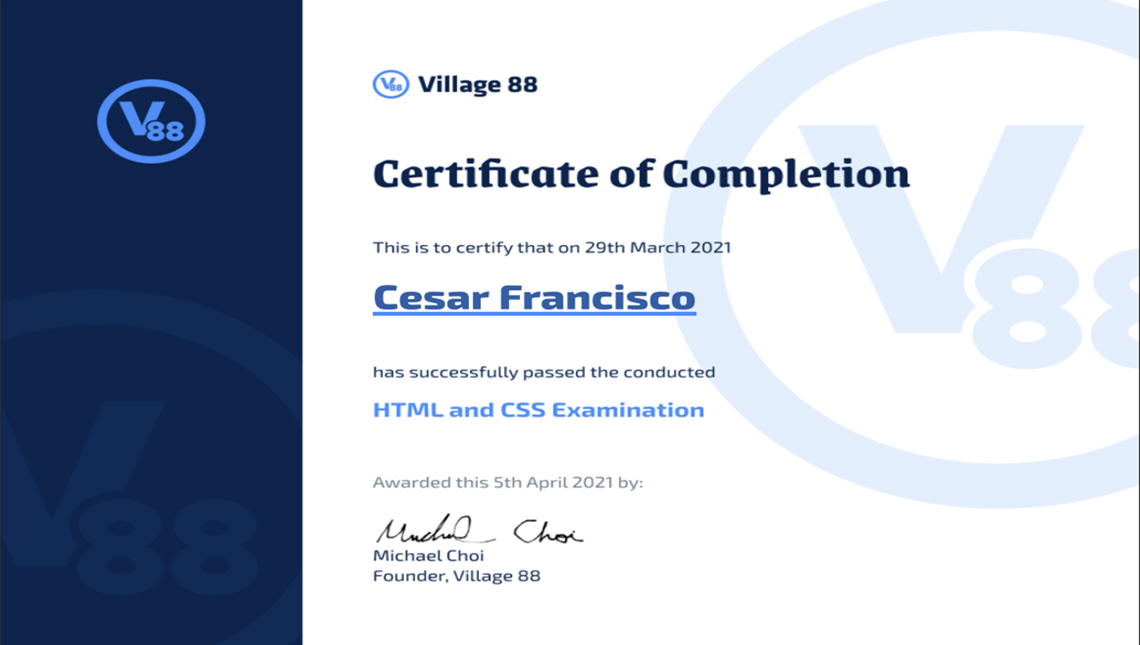 V88
V88 Village 88
Certificate of Completion
This is to certify that on 29th March 2021
Cesar Francisco
has successfully passed the conducted
HTML and CSS Examination
Awarded this 5th April 2021 by:
Michael Choi
Michael Choi
Founder, Village 88
V88
V88